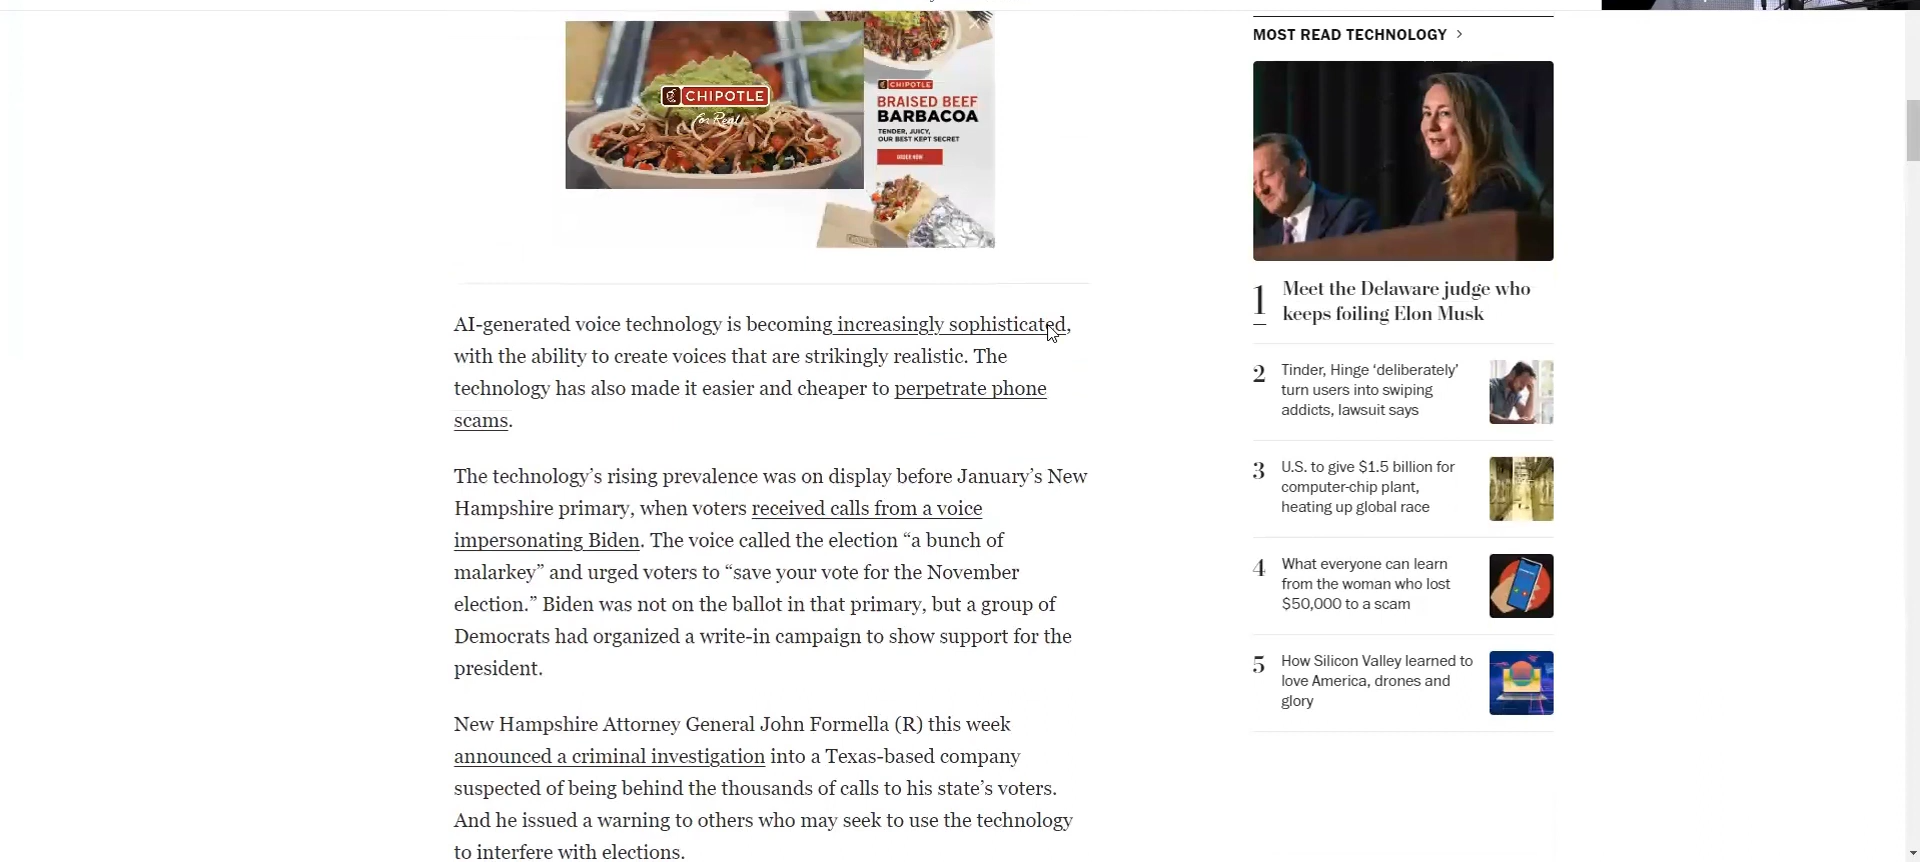 CHIPOTLE
for Real
CHIPOTLE
BRAISED BEEF
BARBACOA
TENDER, JUICY,
OUR BEST KEPT SECRET
ORDER NOW
AI-generated voice technology is becoming increasingly sophisticated,
with the ability to create voices that are strikingly realistic. The
technology has also made it easier and cheaper to perpetrate phone
scams.
The technology’s rising prevalence was on display before January’s New
Hampshire primary, when voters received calls from a voice
impersonating Biden. The voice called the election “a bunch of
malarkey” and urged voters to “save your vote for the November
election.” Biden was not on the ballot in that primary, but a group of
Democrats had organized a write-in campaign to show support for the
president.
New Hampshire Attorney General John Formella (R) this week
announced a criminal investigation into a Texas-based company
suspected of being behind the thousands of calls to his state’s voters.
And he issued a warning to others who may seek to use the technology
to interfere with elections.
MOST READ TECHNOLOGY >
1
Meet the Delaware judge who
keeps foiling Elon Musk
2
Tinder, Hinge ‘deliberately’
turn users into swiping
addicts, lawsuit says
3
U.S. to give $1.5 billion for
computer-chip plant,
heating up global race
4
What everyone can learn
from the woman who lost
$50,000 to a scam
5
How Silicon Valley learned to
love America, drones and
glory